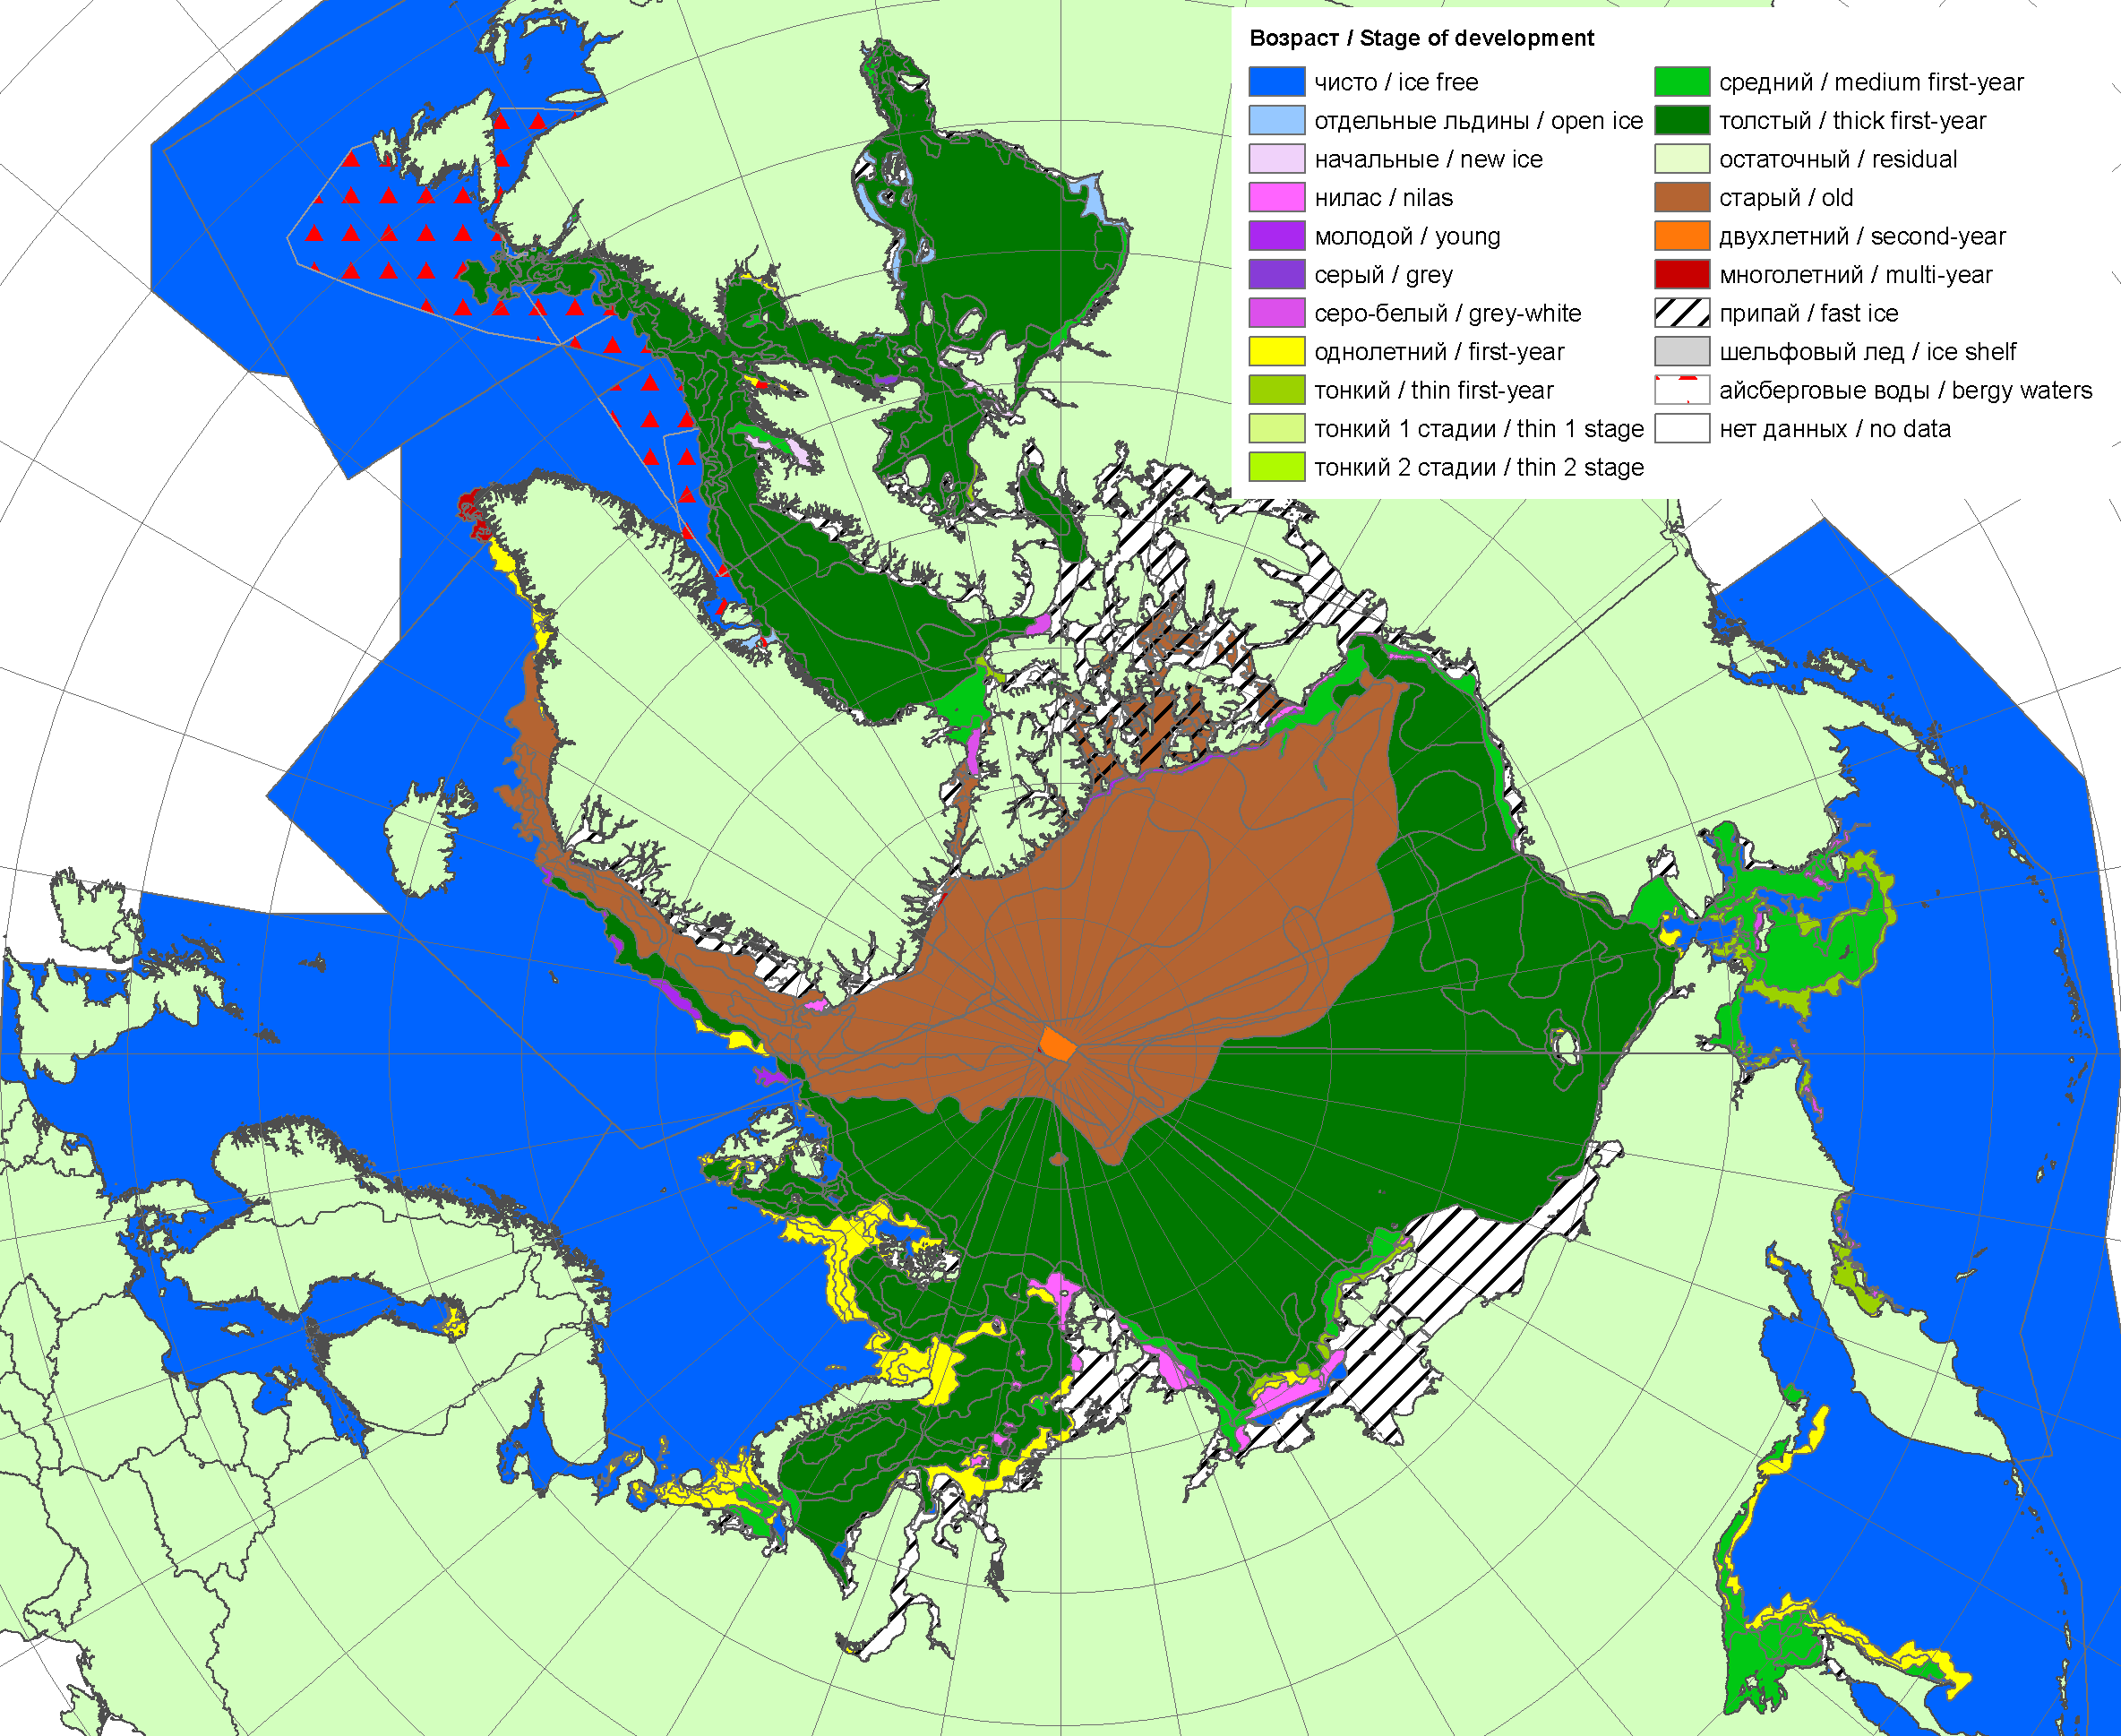 Возраст / Stage of development
чисто / ice free
отдельные льдины / open ice
начальные / new ice
нилас / nilas
молодой / young
серый / grey
серо-белый / grey-white
однолетний / first-year
тонкий / thin first-year
тонкий 1 стадии / thin 1 stage
тонкий 2 стадии / thin 2 stage
средний / medium first-year
толстый / thick first-year
остаточный / residual
старый / old
двухлетний / second-year
многолетний / multi-year
припай / fast ice
шельфовый лед / ice shelf
айсберговые воды / bergy waters
нет данных / no data